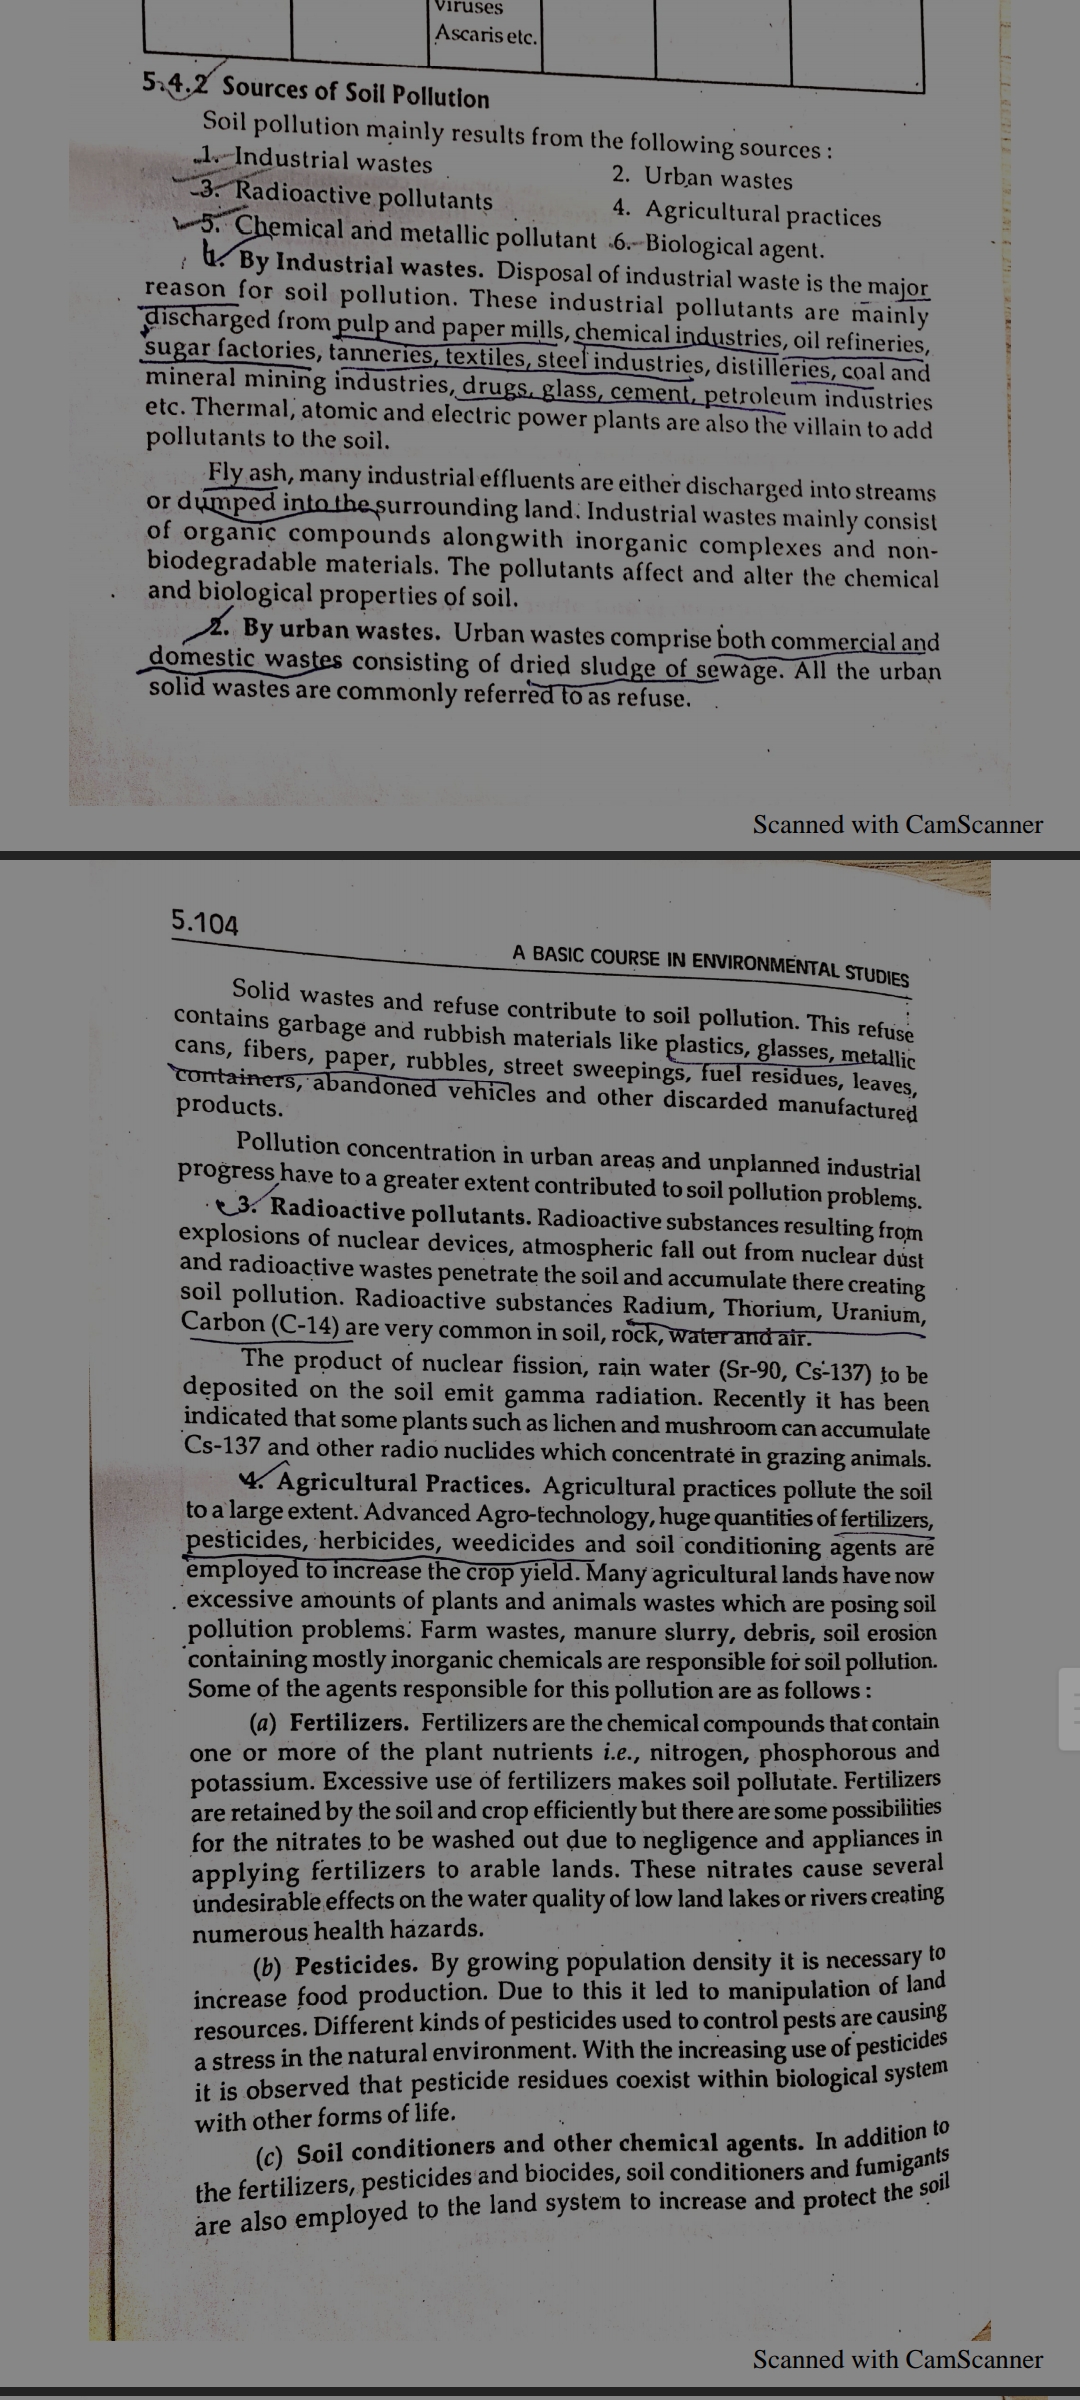 viruses
Ascaris etc.
5.4.2 Sources of Soil Pollution
Soil pollution mainly results from the following sources :
1. Industrial wastes
2. Urban wastes
3. Radioactive pollutants
4. Agricultural practices
5. Chemical and metallic pollutant 6. Biological agent.
1. By Industrial wastes. Disposal of industrial waste is the major
reason for soil pollution. These industrial pollutants are mainly
discharged from pulp and paper mills, chemical industries, oil refineries,
sugar factories, tanneries, textiles, steel industries, distilleries, coal and
mineral mining industries, drugs, glass, cement, petroleum industries
etc. Thermal, atomic and electric power plants are also the villain to add
pollutants to the soil.
Fly ash, many industrial effluents are either discharged into streams
or dumped into the surrounding land. Industrial wastes mainly consist
of organic compounds alongwith inorganic complexes and non-
biodegradable materials. The pollutants affect and alter the chemical
and biological properties of soil.
2. By urban wastes. Urban wastes comprise both commercial and
domestic wastes consisting of dried sludge of sewage. All the urban
solid wastes are commonly referred to as refuse.
Scanned with CamScanner
5.104
A BASIC COURSE IN ENVIRONMENTAL STUDIES
Solid wastes and refuse contribute to soil pollution. This refuse
contains garbage and rubbish materials like plastics, glasses, metallic
cans, fibers, paper, rubbles, street sweepings, fuel residues, leaves,
containers, abandoned vehicles and other discarded manufactured
products.
Pollution concentration in urban areas and unplanned industrial
progress have to a greater extent contributed to soil pollution problems.
3. Radioactive pollutants. Radioactive substances resulting from
explosions of nuclear devices, atmospheric fall out from nuclear dust
and radioactive wastes penetrate the soil and accumulate there creating
soil pollution. Radioactive substances Radium, Thorium, Uranium,
Carbon (C-14) are very common in soil, rock, water and air.
The product of nuclear fission, rain water (Sr-90, Cs-137) to be
deposited on the soil emit gamma radiation. Recently it has been
indicated that some plants such as lichen and mushroom can accumulate
Cs-137 and other radio nuclides which concentrate in grazing animals.
4. Agricultural Practices. Agricultural practices pollute the soil
to a large extent. Advanced Agro-technology, huge quantities of fertilizers,
pesticides, herbicides, weedicides and soil conditioning agents are
employed to increase the crop yield. Many agricultural lands have now
excessive amounts of plants and animals wastes which are posing soil
pollution problems. Farm wastes, manure slurry, debris, soil erosion
containing mostly inorganic chemicals are responsible for soil pollution.
Some of the agents responsible for this pollution are as follows :
(a) Fertilizers. Fertilizers are the chemical compounds that contain
one or more of the plant nutrients i.e., nitrogen, phosphorous and
potassium. Excessive use of fertilizers makes soil pollutate. Fertilizers
are retained by the soil and crop efficiently but there are some possibilities
for the nitrates to be washed out due to negligence and appliances in
applying fertilizers to arable lands. These nitrates cause several
undesirable effects on the water quality of low land lakes or rivers creating
numerous health hazards.
(b) Pesticides. By growing population density it is necessary to
increase food production. Due to this it led to manipulation of land
resources. Different kinds of pesticides used to control pests are causing
a stress in the natural environment. With the increasing use of pesticides
it is observed that pesticide residues coexist within biological system
with other forms of life.
(c) Soil conditioners and other chemical agents. In addition to
the fertilizers, pesticides and biocides, soil conditioners and fumigants
are also employed to the land system to increase and protect the soil
Scanned with CamScanner